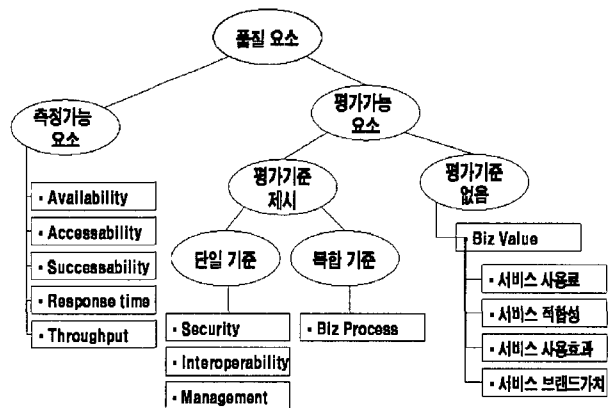 품질 요소
측정가능
요소
평가가능
요소
평가기준
제시
평가기준
없음
단일 기준
복합 기준
▪ Availability
▪ Accessability
▪ Successability
▪ Response time
▪ Throughput
▪ Security
▪ Interoperability
▪ Management
▪ Biz Process
▪ Biz Value
▪ 서비스 사용료
▪ 서비스 적합성
▪ 서비스 사용효과
▪ 서비스 브랜드가치